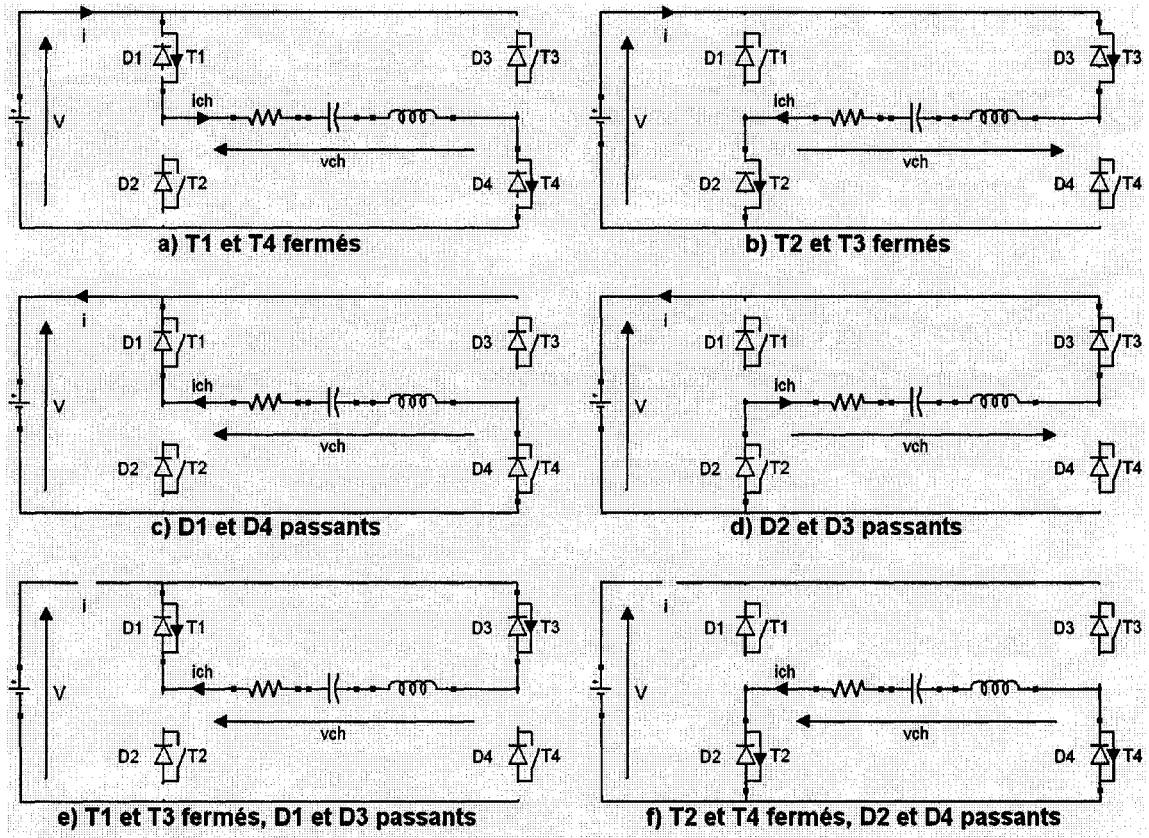 i D1 T1 D3 T3 i D1 T1 D3 T3
V ich V ich
vch vch
D2 T2 D4 T4 D2 T2 D4 T4
a) T1 et T4 fermés b) T2 et T3 fermés
i D1 T1 D3 T3 i D1 T1 D3 T3
V ich V ich
vch vch
D2 T2 D4 T4 D2 T2 D4 T4
c) D1 et D4 passants d) D2 et D3 passants
i D1 T1 D3 T3 i D1 T1 D3 T3
V ich V ich
vch vch
D2 T2 D4 T4 D2 T2 D4 T4
e) T1 et T3 fermés, D1 et D3 passants f) T2 et T4 fermés, D2 et D4 passants